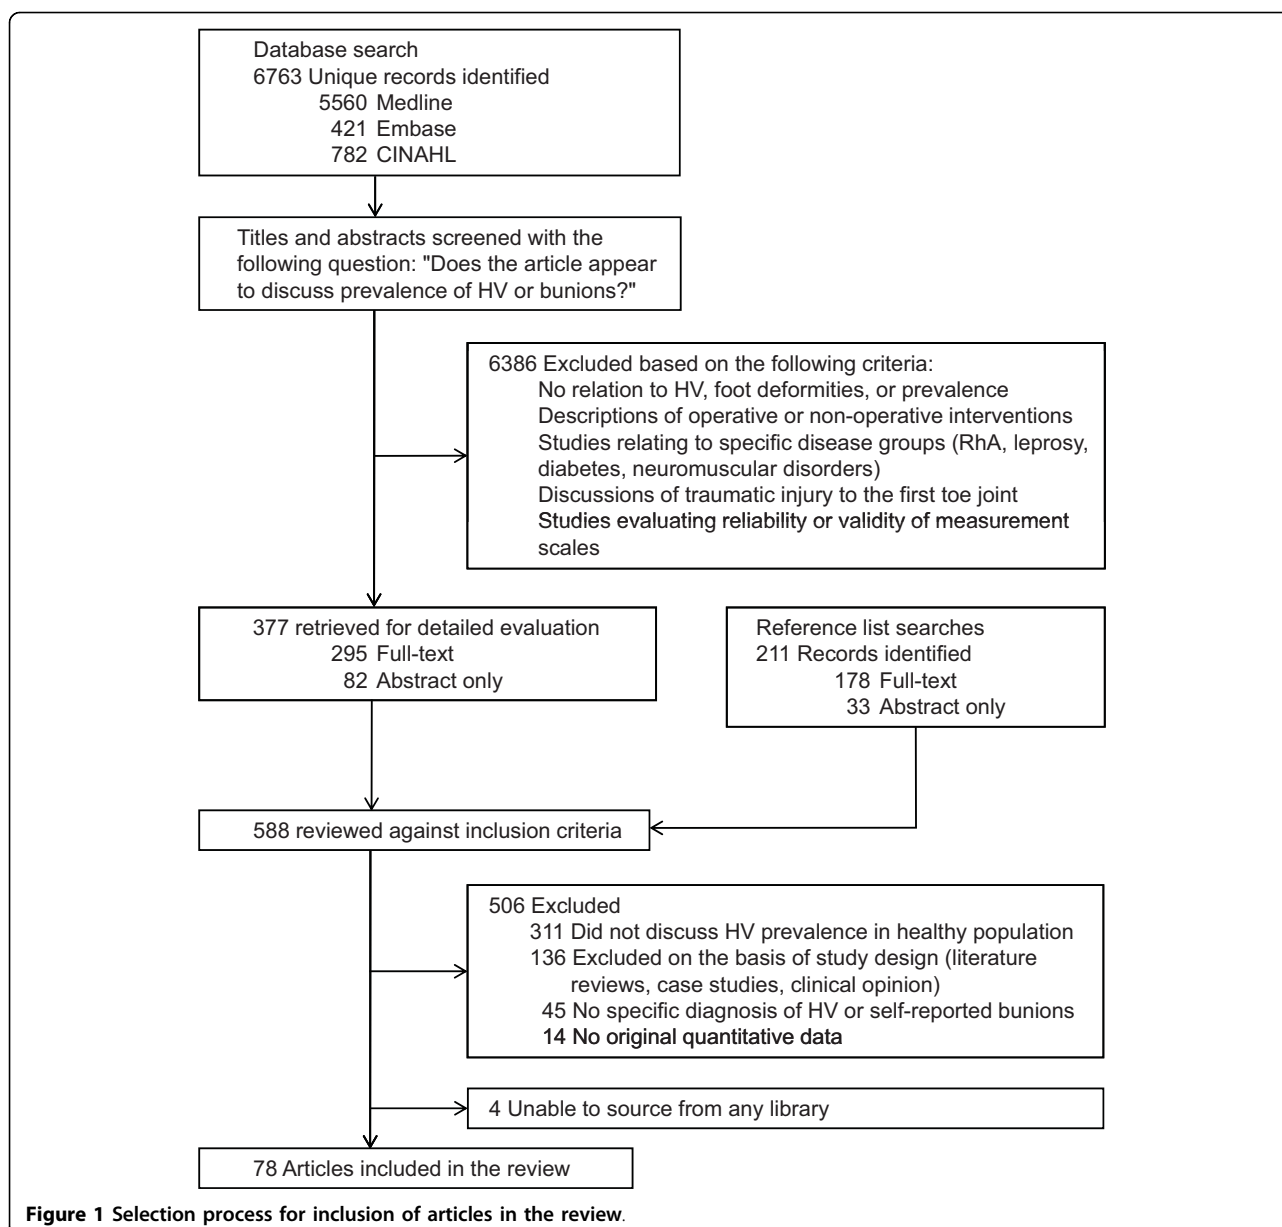 Database search
6763 Unique records identified
5560 Medline
421 Embase
782 CINAHL
Titles and abstracts screened with the
following question: "Does the article appear
to discuss prevalence of HV or bunions?"
6386 Excluded based on the following criteria:
No relation to HV, foot deformities, or prevalence
Descriptions of operative or non-operative interventions
Studies relating to specific disease groups (RhA, leprosy,
diabetes, neuromuscular disorders)
Discussions of traumatic injury to the first toe joint
Studies evaluating reliability or validity of measurement
scales
377 retrieved for detailed evaluation
295 Full-text
82 Abstract only
Reference list searches
211 Records identified
178 Full-text
33 Abstract only
588 reviewed against inclusion criteria
506 Excluded
311 Did not discuss HV prevalence in healthy population
136 Excluded on the basis of study design (literature
reviews, case studies, clinical opinion)
45 No specific diagnosis of HV or self-reported bunions
14 No original quantitative data
4 Unable to source from any library
78 Articles included in the review
Figure 1 Selection process for inclusion of articles in the review.